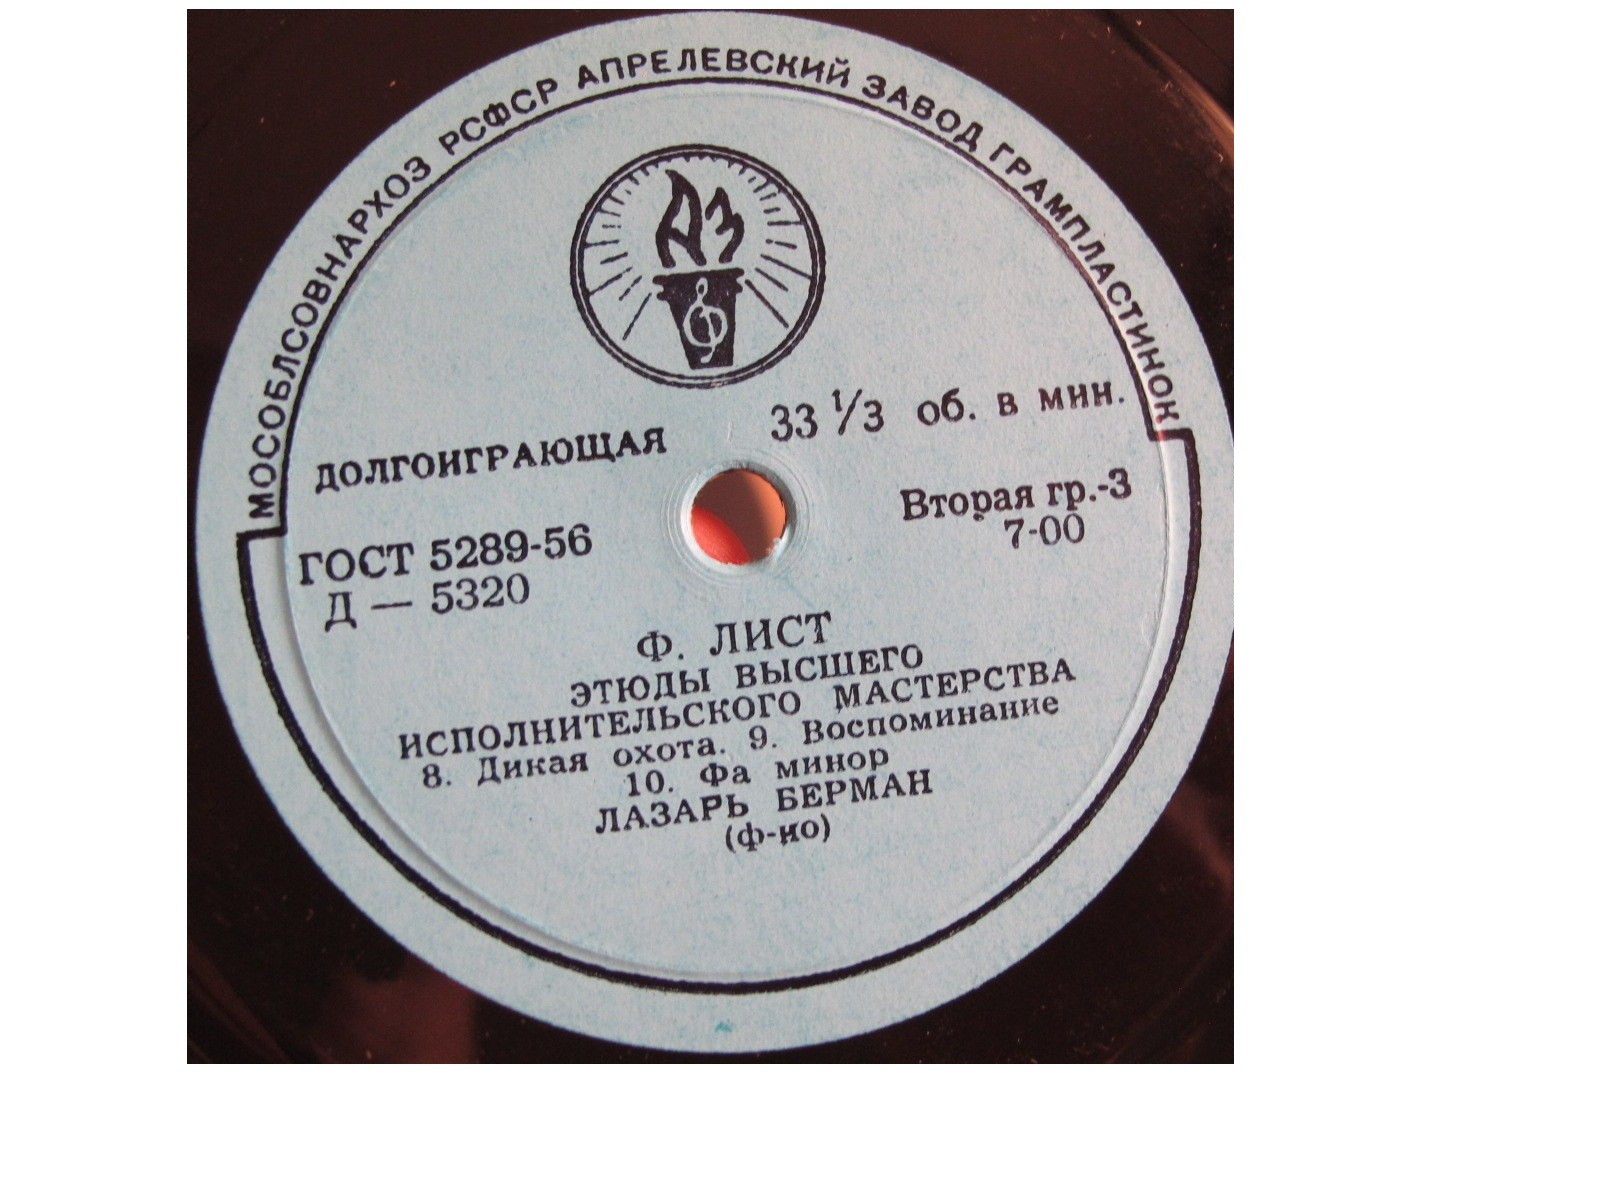 МОСОБЛСОВНАРХОЗ РСФСР АПРЕЛЕВСКИЙ ЗАВОД ГРАМПЛАСТИНОК
АЗ
ДОЛГОИГРАЮЩАЯ
33 1/3 об. в мин.
ГОСТ 5289-56
Д — 5320
Вторая гр.-3
7-00
Ф. ЛИСТ
ЭТЮДЫ ВЫСШЕГО
ИСПОЛНИТЕЛЬСКОГО МАСТЕРСТВА
8. Дикая охота. 9. Воспоминание
10. Фа минор
ЛАЗАРЬ БЕРМАН
(ф-но)